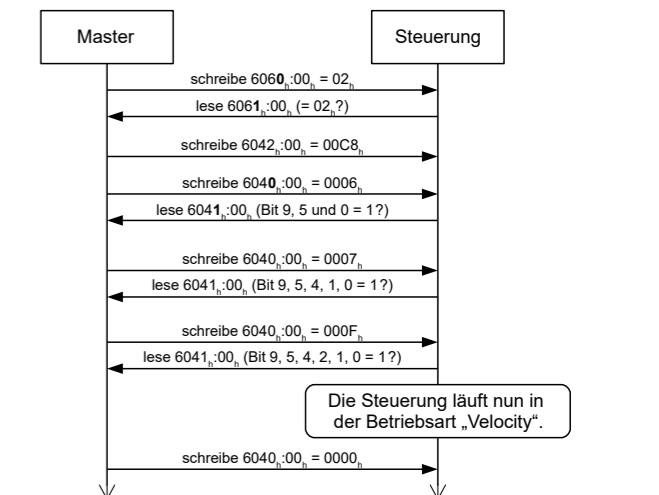 Master
Steuerung
schreibe 6060ₕ:00ₕ = 02ₕ
lese 6061ₕ:00ₕ (= 02ₕ?)
schreibe 6042ₕ:00ₕ = 00C8ₕ
schreibe 6040ₕ:00ₕ = 0006ₕ
lese 6041ₕ:00ₕ (Bit 9, 5 und 0 = 1?)
schreibe 6040ₕ:00ₕ = 0007ₕ
lese 6041ₕ:00ₕ (Bit 9, 5, 4, 1, 0 = 1?)
schreibe 6040ₕ:00ₕ = 000Fₕ
lese 6041ₕ:00ₕ (Bit 9, 5, 4, 2, 1, 0 = 1?)
Die Steuerung läuft nun in
der Betriebsart „Velocity“.
schreibe 6040ₕ:00ₕ = 0000ₕ